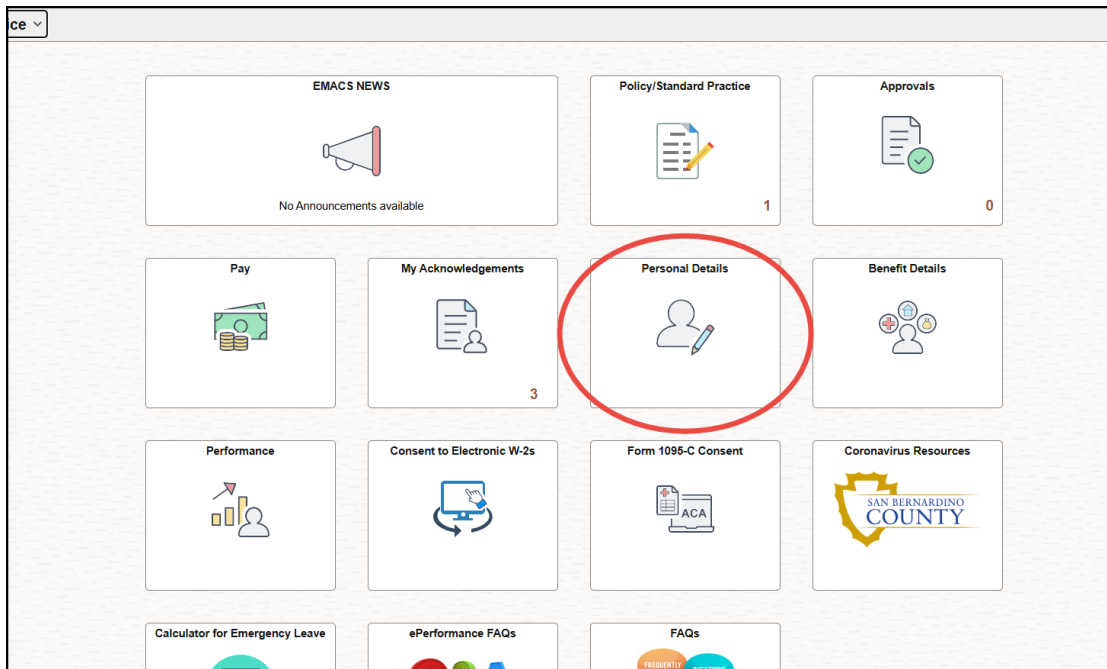 ice
EMACS NEWS
Policy/Standard Practice
Approvals
No Announcements available
1
0
Pay
My Acknowledgements
Personal Details
Benefit Details
3
Performance
Consent to Electronic W-2s
Form 1095-C Consent
Coronavirus Resources
ACA
SAN BERNARDINO
COUNTY
Calculator for Emergency Leave
ePerformance FAQs
FAQs
FREQUENTLY
QUESTIONS